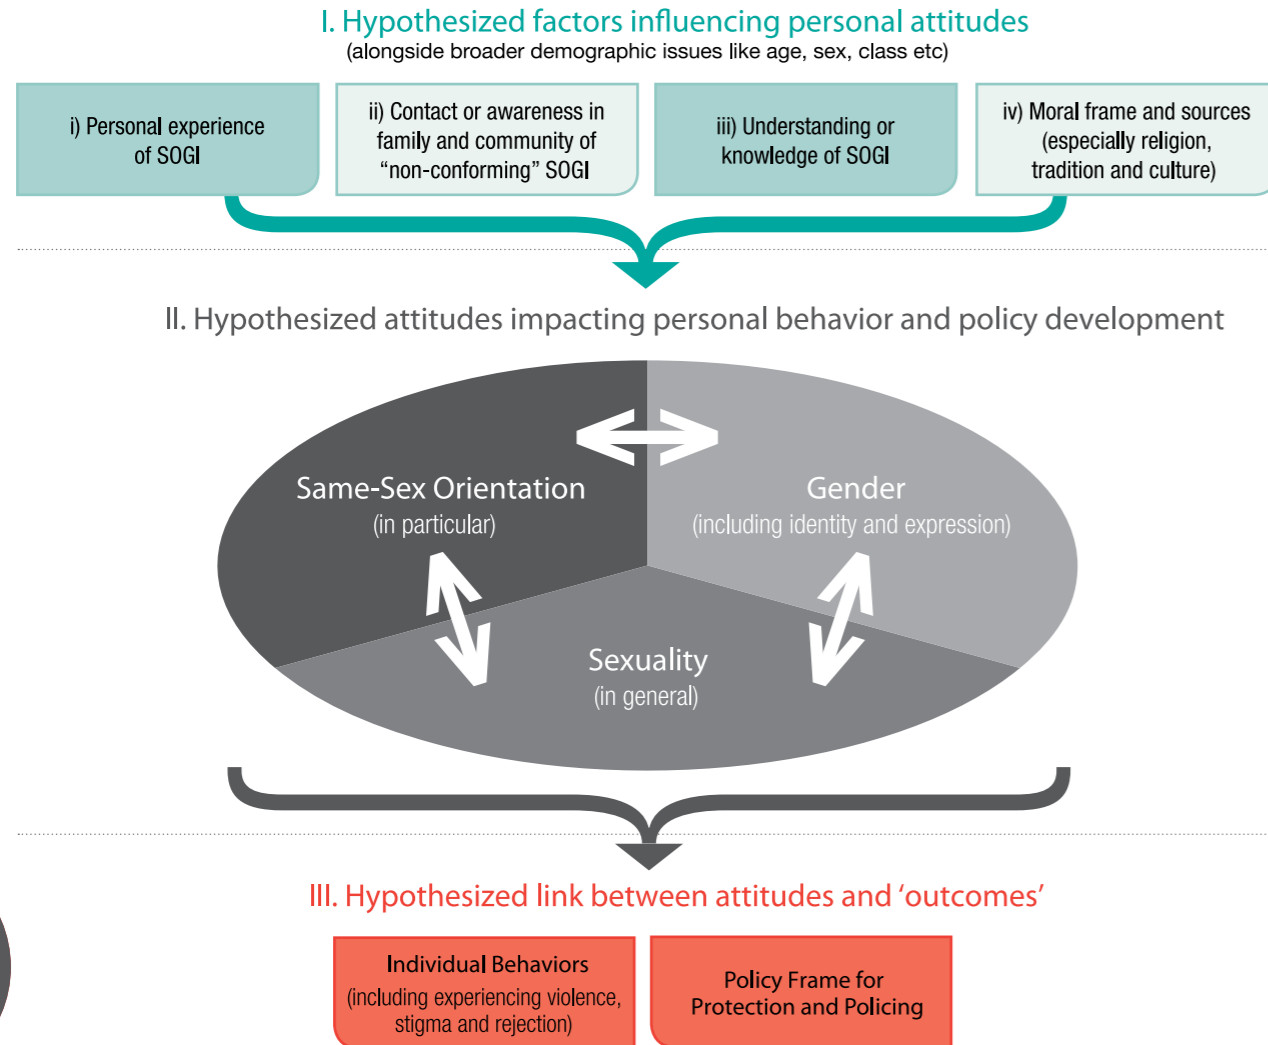 I. Hypothesized factors influencing personal attitudes
(alongside broader demographic issues like age, sex, class etc)
i) Personal experience
of SOGI
ii) Contact or awareness in
family and community of
“non-conforming” SOGI
iii) Understanding or
knowledge of SOGI
iv) Moral frame and sources
(especially religion,
tradition and culture)
II. Hypothesized attitudes impacting personal behavior and policy development
Same-Sex Orientation
(in particular)
Gender
(including identity and expression)
Sexuality
(in general)
III. Hypothesized link between attitudes and ‘outcomes’
Individual Behaviors
(including experiencing violence,
stigma and rejection)
Policy Frame for
Protection and Policing